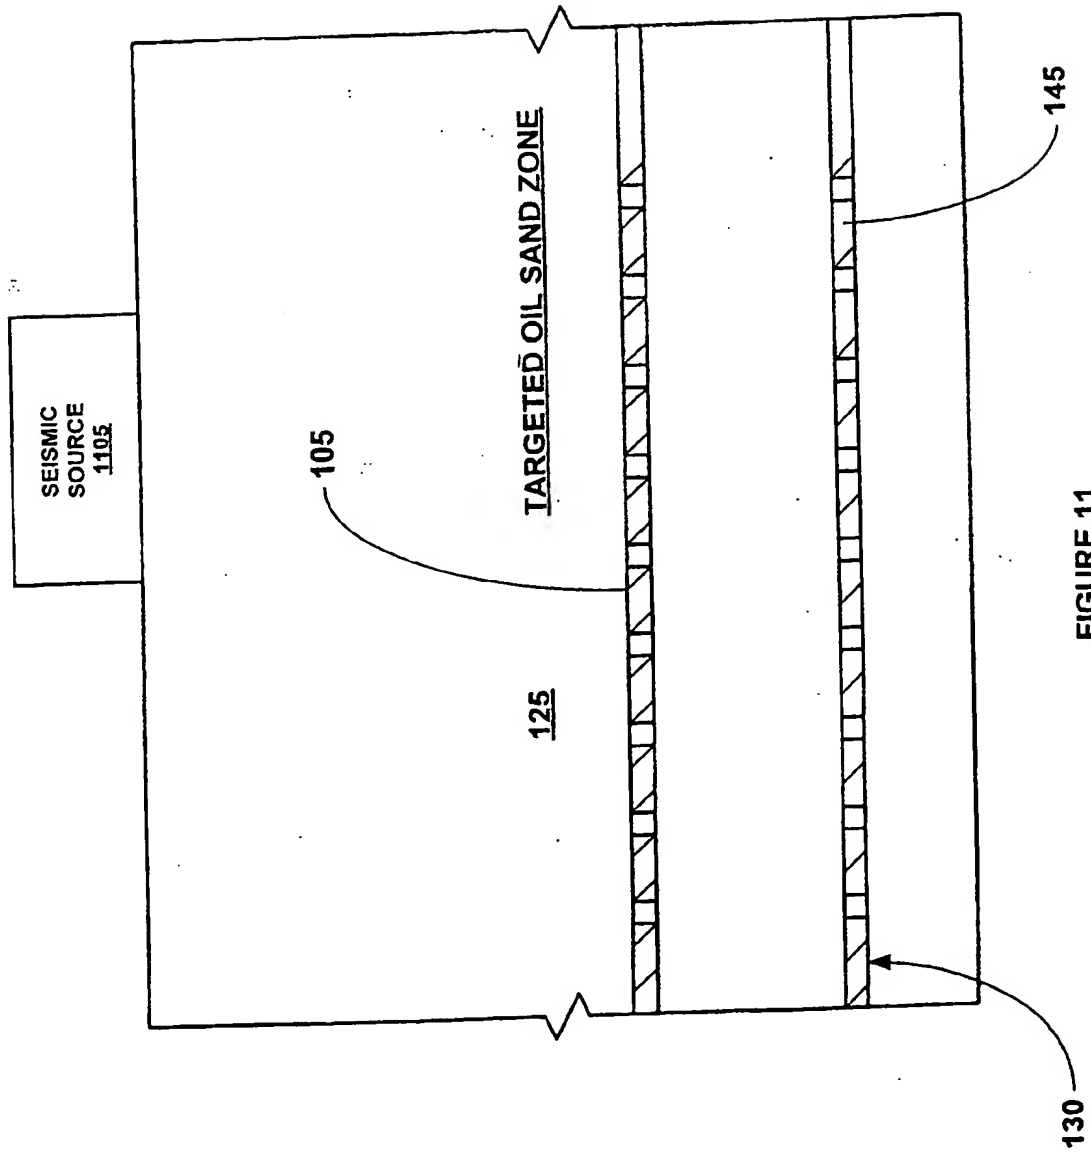 SEISMIC
SOURCE
1105
105
TARGETED OIL SAND ZONE
125
145
130
FIGURE 11